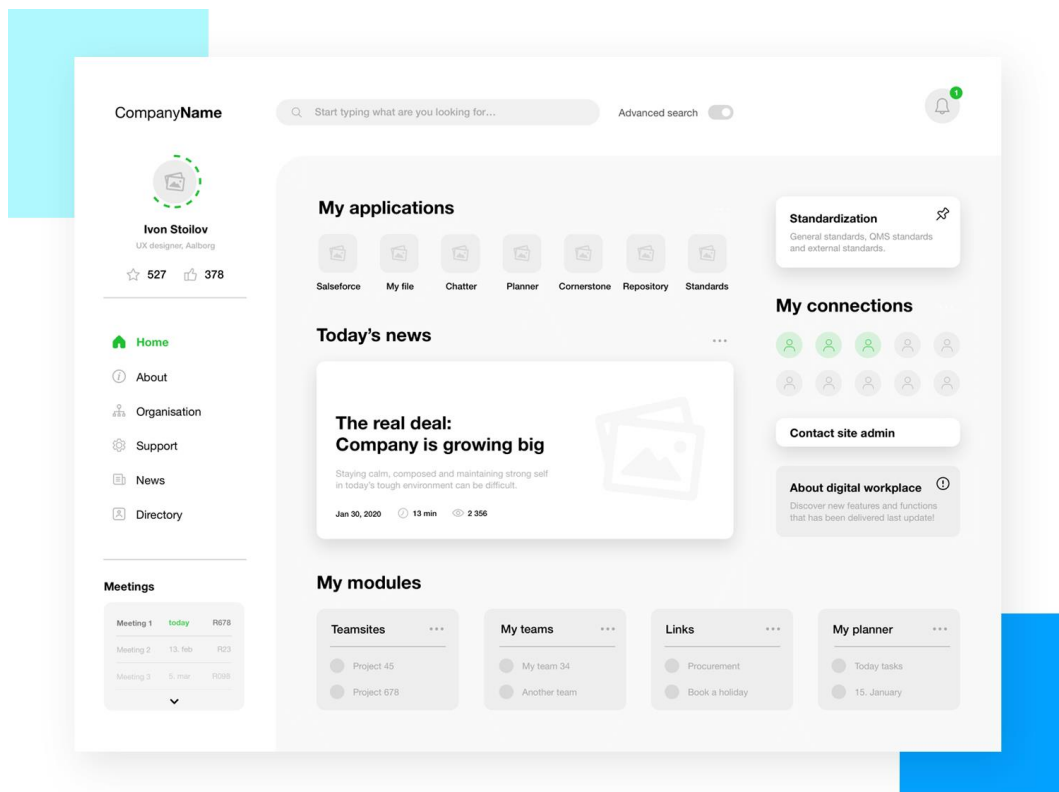 CompanyName
Start typing what are you looking for...
Advanced search
1
Ivon Stoilov
UX designer, Aalborg
527 378
Home
About
Organisation
Support
News
Directory
Meetings
Meeting 1 today R678
Meeting 2 13. feb R23
Meeting 3 5. mar R088
My applications
Salseforce My file Chatter Planner Cornerstone Repository Standards
Today's news
The real deal:
Company is growing big
Staying calm, composed and maintaining strong self
in today's tough environment can be difficult.
Jan 30, 2020 13 min 2 356
Standardization
General standards, QMS standards
and external standards.
My connections
Contact site admin
About digital workplace
Discover new features and functions
that has been delivered last update!
My modules
Teamsites
Project 45
Project 678
My teams
My team 34
Another team
Links
Procurement
Book a holiday
My planner
Today tasks
15. January